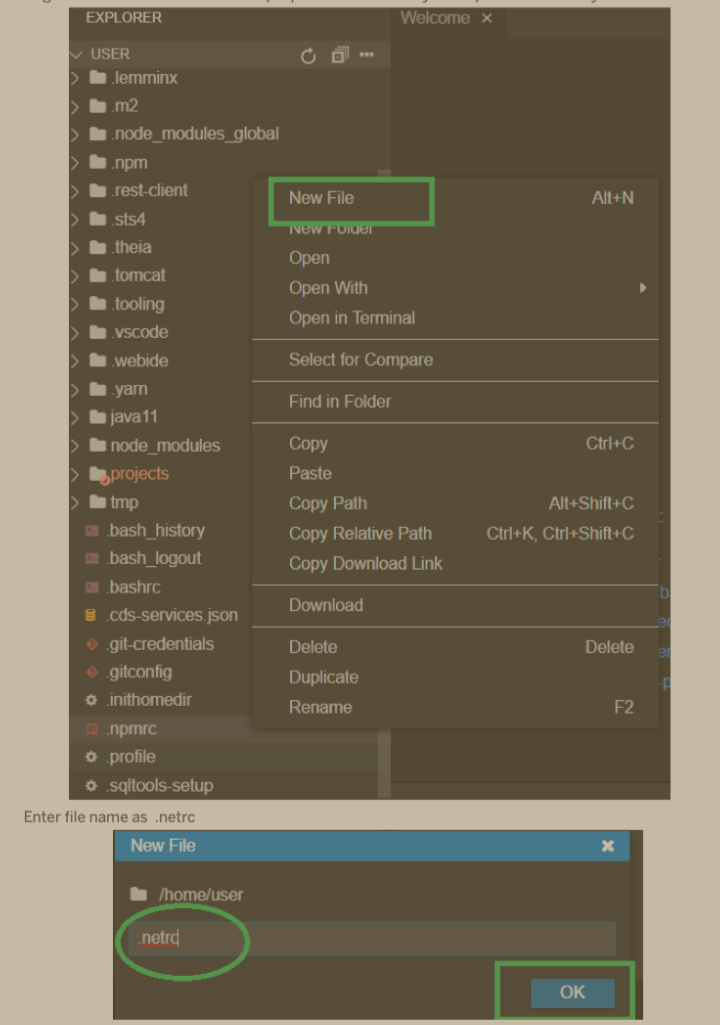 EXPLORER
Welcome ×
USER
.lemminx
.m2
.node_modules_global
.npm
.rest-client
.sts4
.theia
.tomcat
.tooling
.vscode
.webide
.yarn
java11
node_modules
projects
tmp
.bash_history
.bash_logout
.bashrc
.cds-services.json
.git-credentials
.gitconfig
.inithomedir
.npmrc
.profile
.sqltools-setup
New File Alt+N
New Folder
Open
Open With
Open in Terminal
Select for Compare
Find in Folder
Copy Ctrl+C
Paste
Copy Path Alt+Shift+C
Copy Relative Path Ctrl+K, Ctrl+Shift+C
Copy Download Link
Download
Delete Delete
Duplicate
Rename F2
Enter file name as .netrc
New File
/home/user
.netrc
OK